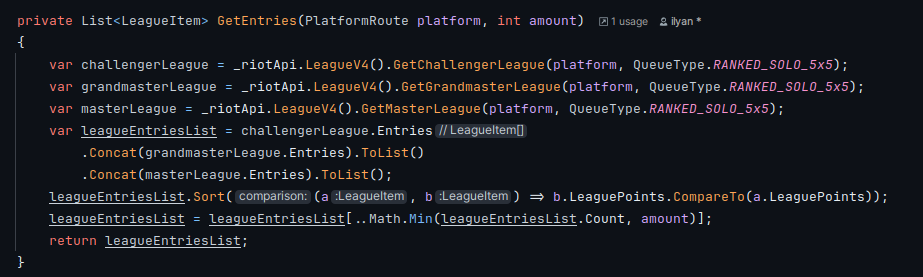 private List<LeagueItem> GetEntries(PlatformRoute platform, int amount) 1 usage ilyan *
{
    var challengerLeague = _riotApi.LeagueV4().GetChallengerLeague(platform, QueueType.RANKED_SOLO_5x5);
    var grandmasterLeague = _riotApi.LeagueV4().GetGrandmasterLeague(platform, QueueType.RANKED_SOLO_5x5);
    var masterLeague = _riotApi.LeagueV4().GetMasterLeague(platform, QueueType.RANKED_SOLO_5x5);
    var leagueEntriesList = challengerLeague.Entries // LeagueItem[]
        .Concat(grandmasterLeague.Entries).ToList()
        .Concat(masterLeague.Entries).ToList();
    leagueEntriesList.Sort( comparison: (a :LeagueItem , b :LeagueItem ) => b.LeaguePoints.CompareTo(a.LeaguePoints));
    leagueEntriesList = leagueEntriesList[..Math.Min(leagueEntriesList.Count, amount)];
    return leagueEntriesList;
}